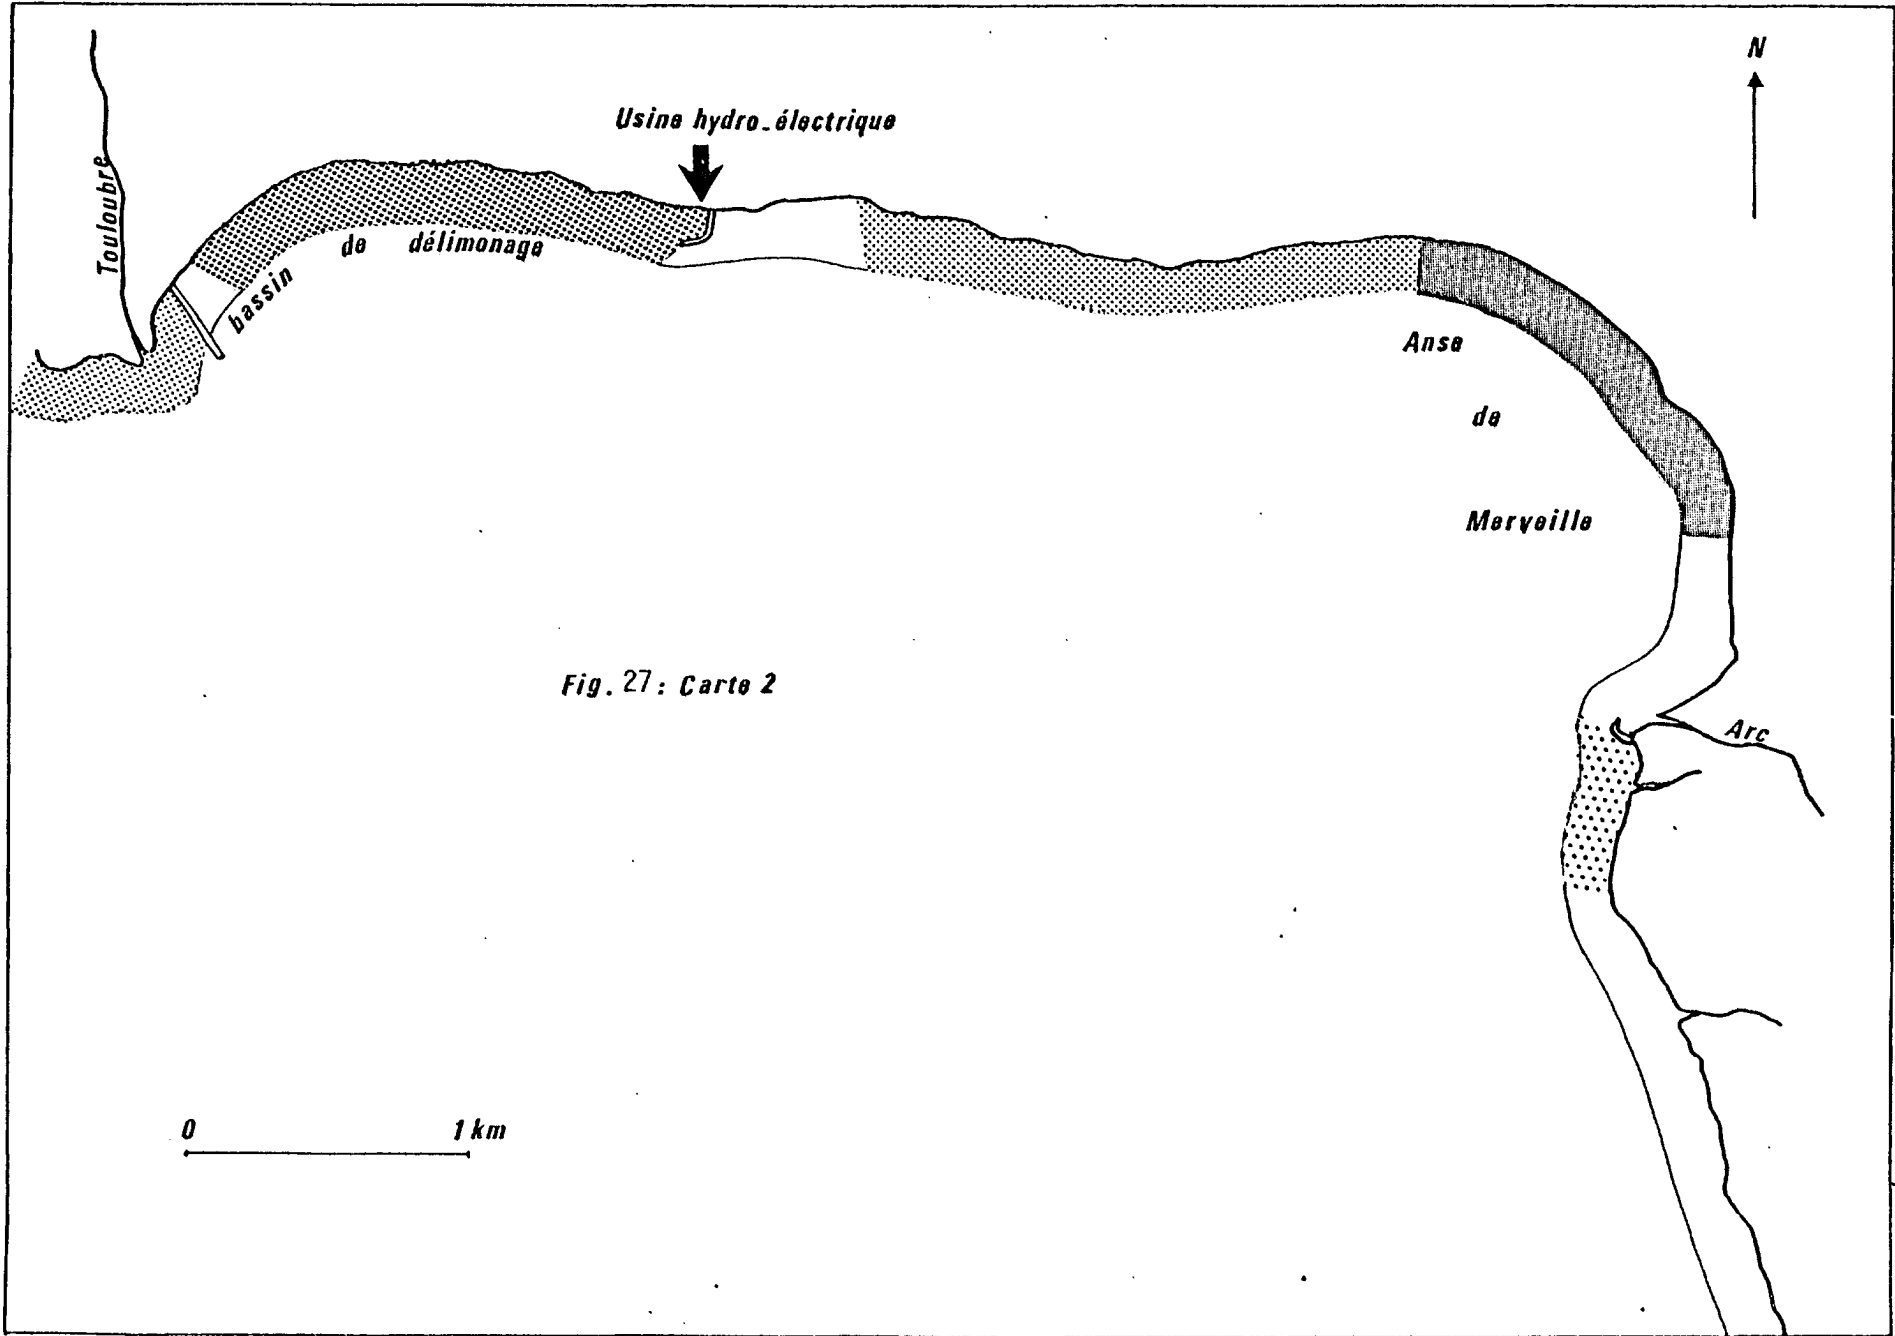 N
Usine hydro-électrique
Touloubre
bassin de délimonage
Anse
de
Merveille
Fig. 27 : Carte 2
Arc
0 1 km